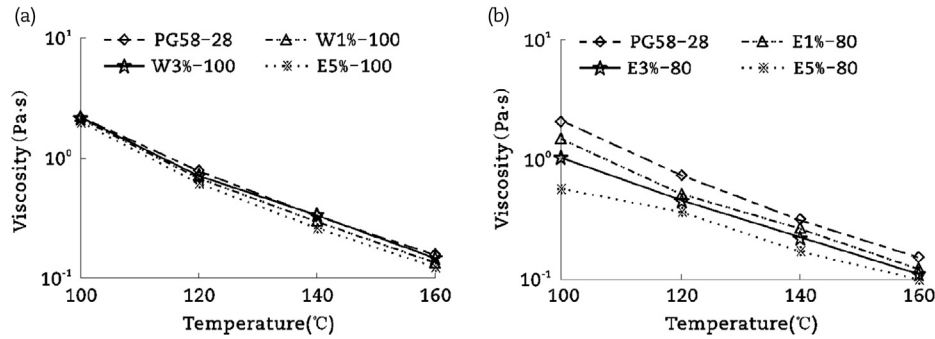 (a)
PG58-28 W1%-100
W3%-100 E5%-100
10¹
10⁰
10⁻¹
Viscosity(Pa·s)
100 120 140 160
Temperature(℃)
(b)
PG58-28 E1%-80
E3%-80 E5%-80
10¹
10⁰
10⁻¹
Viscosity(Pa·s)
100 120 140 160
Temperature(℃)